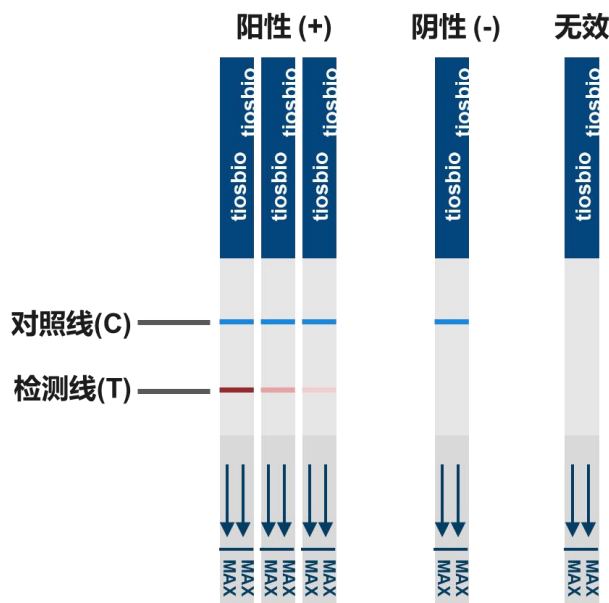 阳性 (+)
阴性 (-)
无效
tiosbio tiosbio
tiosbio tiosbio
tiosbio tiosbio
tiosbio tiosbio
tiosbio tiosbio
对照线(C)
检测线(T)
MAX MAX
MAX MAX
MAX MAX
MAX MAX
MAX MAX